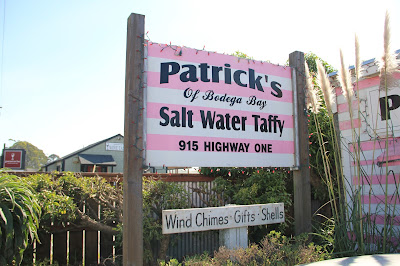 Patrick's
Of Bodega Bay
Salt Water Taffy
915 HIGHWAY ONE
Wind Chimes · Gifts · Shells